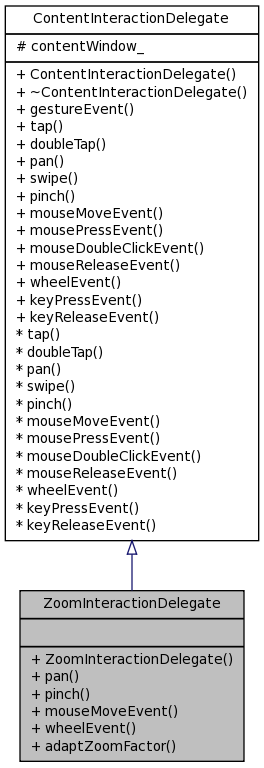 ContentInteractionDelegate
# contentWindow_
+ ContentInteractionDelegate()
+ ~ContentInteractionDelegate()
+ gestureEvent()
+ tap()
+ doubleTap()
+ pan()
+ swipe()
+ pinch()
+ mouseMoveEvent()
+ mousePressEvent()
+ mouseDoubleClickEvent()
+ mouseReleaseEvent()
+ wheelEvent()
+ keyPressEvent()
+ keyReleaseEvent()
* tap()
* doubleTap()
* pan()
* swipe()
* pinch()
* mouseMoveEvent()
* mousePressEvent()
* mouseDoubleClickEvent()
* mouseReleaseEvent()
* wheelEvent()
* keyPressEvent()
* keyReleaseEvent()
ZoomInteractionDelegate
+ ZoomInteractionDelegate()
+ pan()
+ pinch()
+ mouseMoveEvent()
+ wheelEvent()
+ adaptZoomFactor()